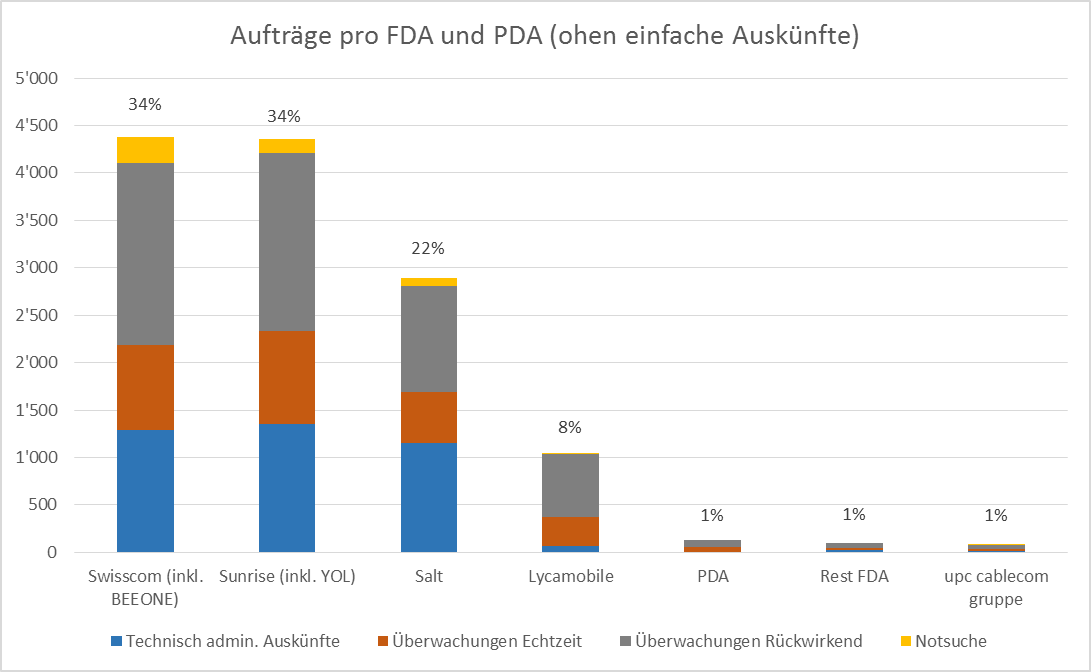 Aufträge pro FDA und PDA (ohen einfache Auskünfte)
5'000
4'500
4'000
3'500
3'000
2'500
2'000
1'500
1'000
500
0
34%
34%
22%
8%
1%
1%
1%
Swisscom (inkl.
BEEONE)
Sunrise (inkl. YOL)
Salt
Lycamobile
PDA
Rest FDA
upc cablecom
gruppe
Technisch admin. Auskünfte
Überwachungen Echtzeit
Überwachungen Rückwirkend
Notsuche